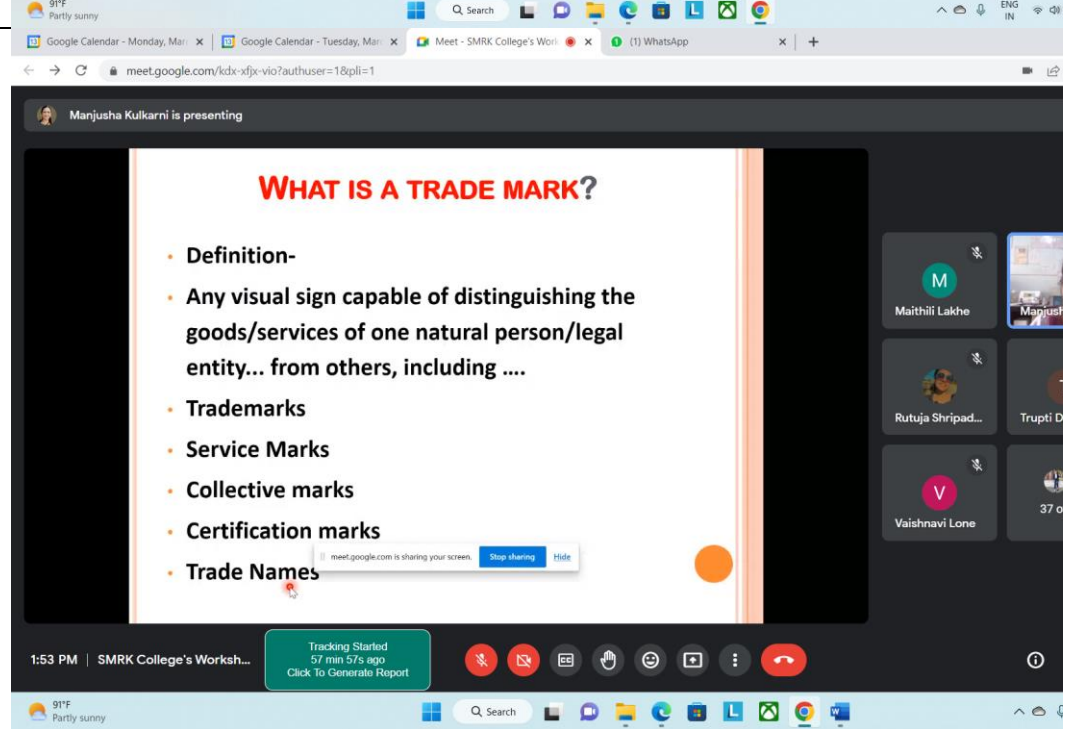 91°F
Partly sunny
Search
L
ENG
IN
Google Calendar - Monday, Mar
Google Calendar - Tuesday, Mar
Meet - SMRK College's Work
(1) WhatsApp
meet.google.com/kdx-xfjx-vio?authuser=1&pli=1
Manjusha Kulkarni is presenting
WHAT IS A TRADE MARK?
• Definition-
• Any visual sign capable of distinguishing the
goods/services of one natural person/legal
entity... from others, including ....
• Trademarks
• Service Marks
• Collective marks
• Certification marks
• Trade Names
meet.google.com is sharing your screen.
Stop sharing
Hide
M
Maithili Lakhe
Manjush
Rutuja Shripad...
Trupti D
V
Vaishnavi Lone
37 o
1:53 PM | SMRK College's Worksh...
Tracking Started
57 min 57s ago
Click To Generate Report
CC
91°F
Partly sunny
Search
L